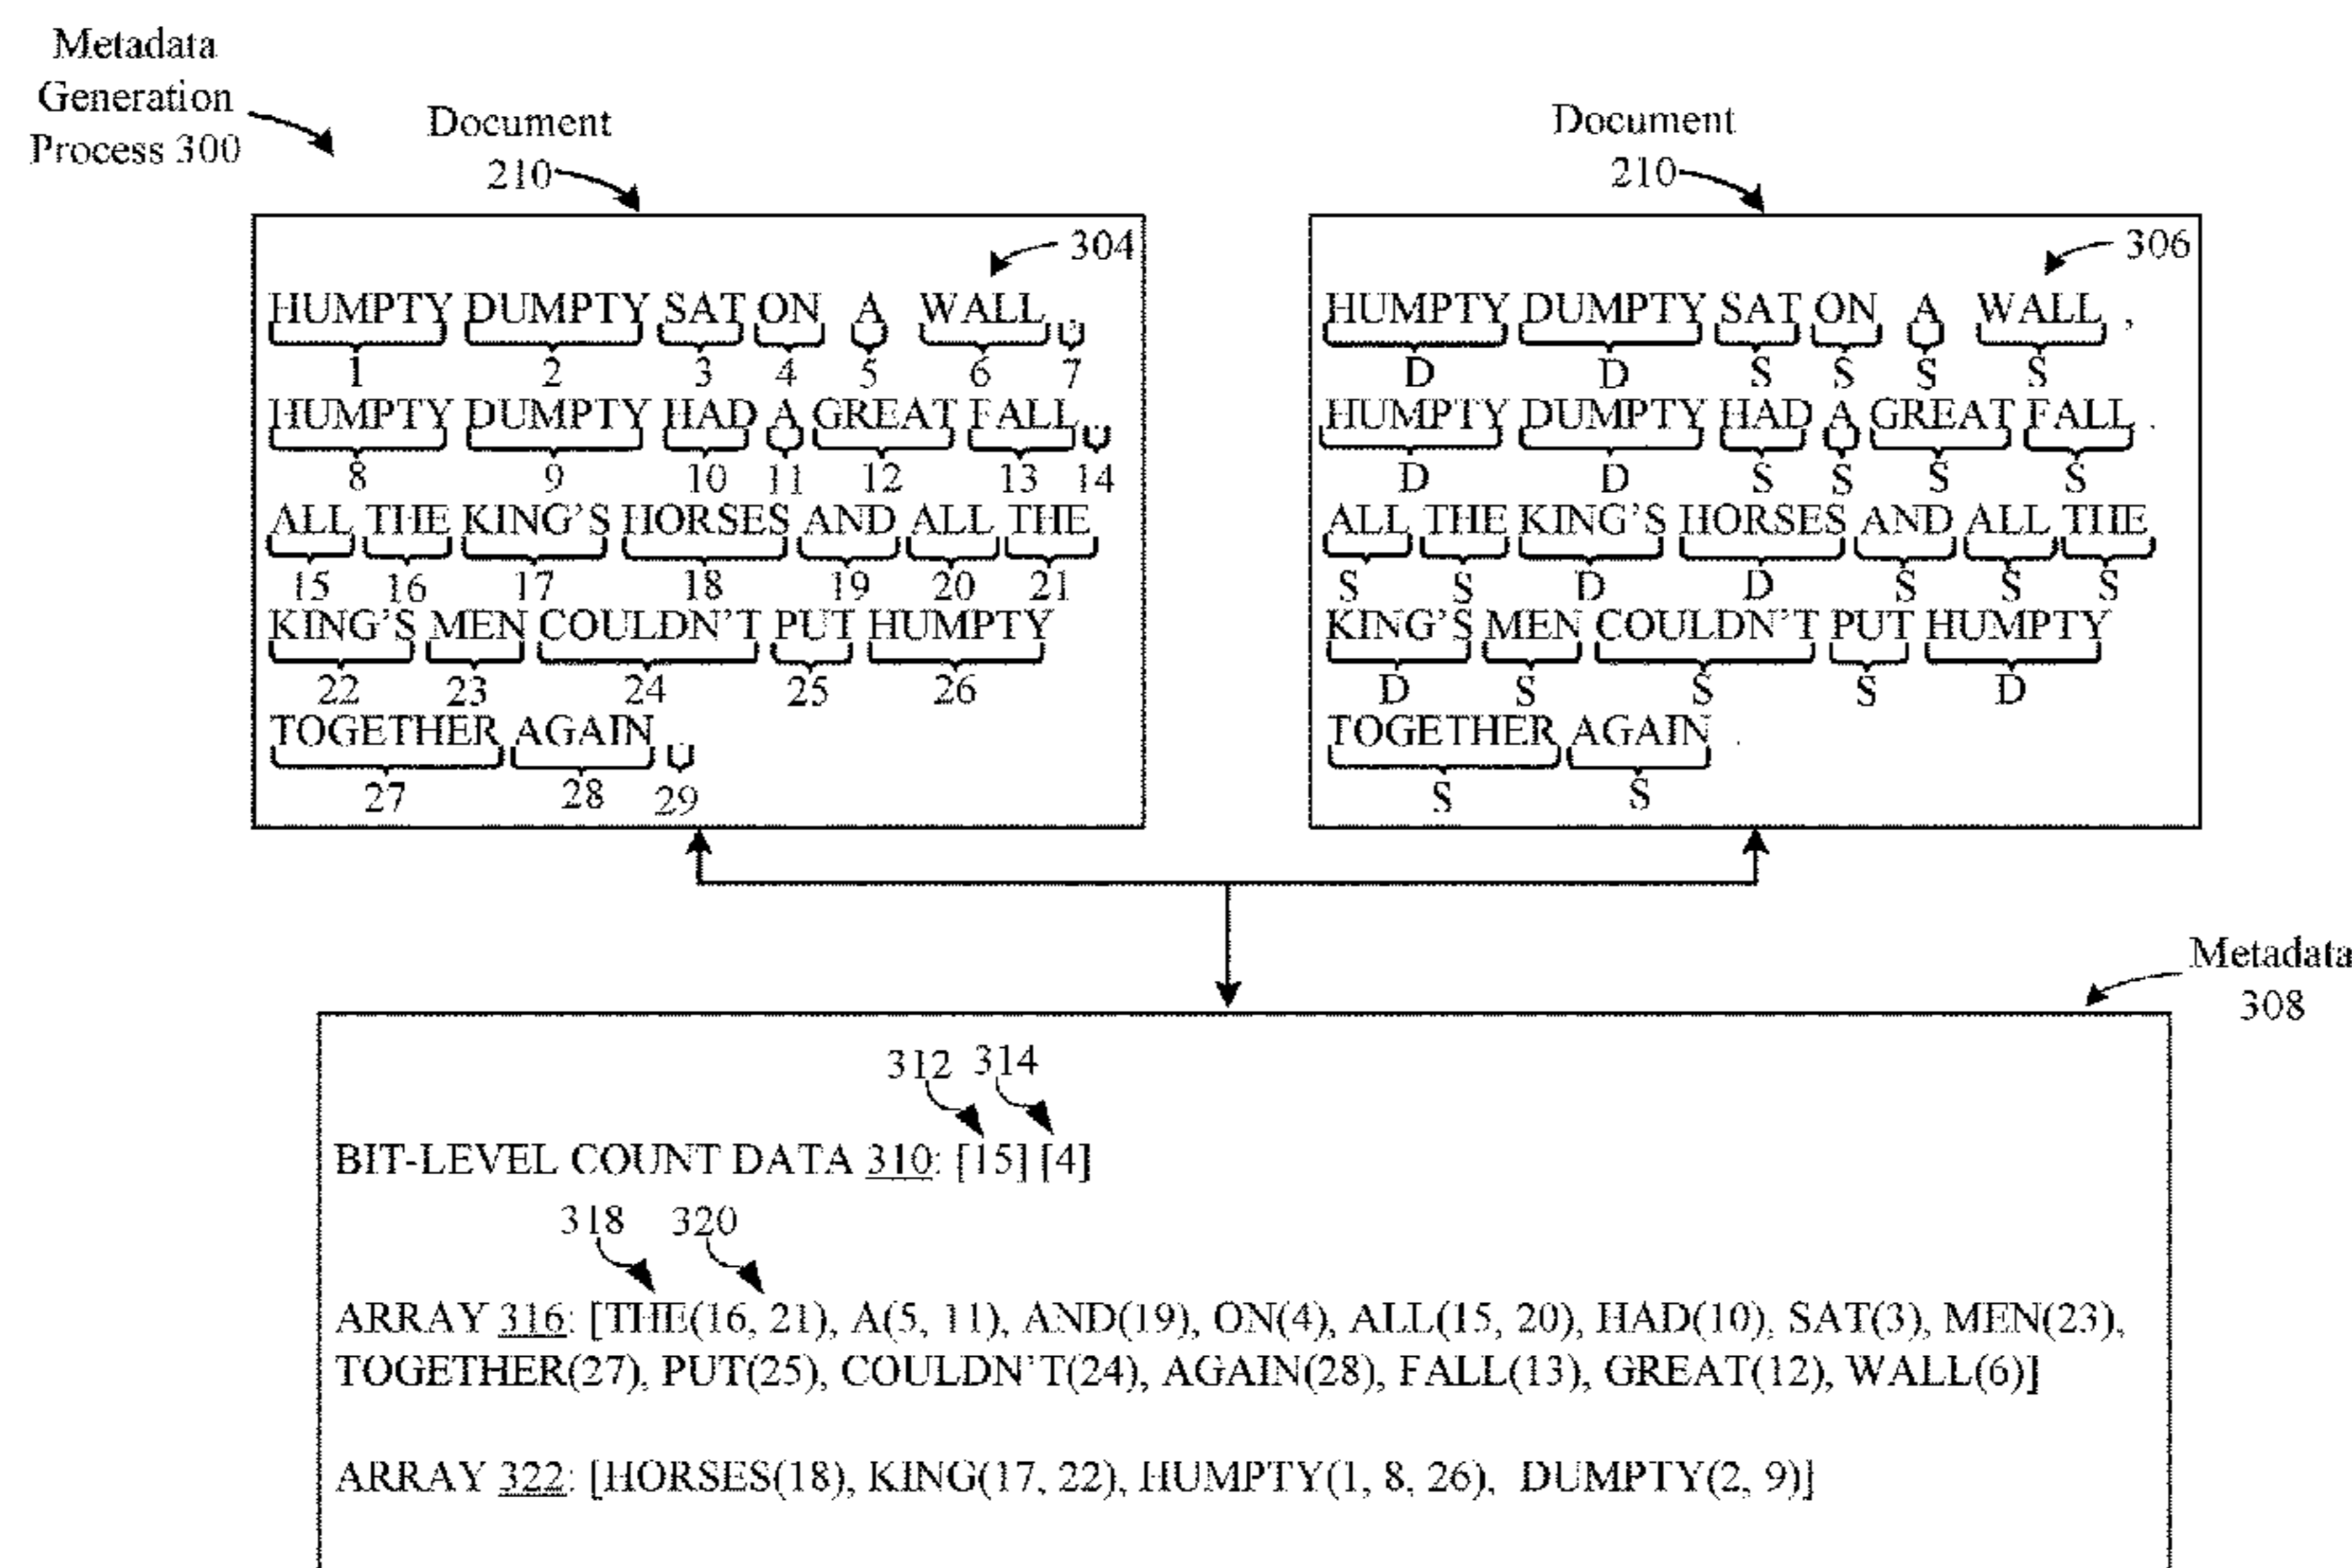 Metadata
Generation
Process 300
Document
210
Document
210
304
HUMPTY DUMPTY SAT ON A WALL ,
1 2 3 4 5 6 7
HUMPTY DUMPTY HAD A GREAT FALL .
8 9 10 11 12 13 14
ALL THE KING'S HORSES AND ALL THE
15 16 17 18 19 20 21
KING'S MEN COULDN'T PUT HUMPTY
22 23 24 25 26
TOGETHER AGAIN .
27 28 29
306
HUMPTY DUMPTY SAT ON A WALL ,
D D S S S S
HUMPTY DUMPTY HAD A GREAT FALL .
D D S S S S
ALL THE KING'S HORSES AND ALL THE
S S D D S S S
KING'S MEN COULDN'T PUT HUMPTY
D S S S D
TOGETHER AGAIN .
S S
Metadata
308
312 314
BIT-LEVEL COUNT DATA 310: [15] [4]
318 320
ARRAY 316: [THE(16, 21), A(5, 11), AND(19), ON(4), ALL(15, 20), HAD(10), SAT(3), MEN(23),
TOGETHER(27), PUT(25), COULDN'T(24), AGAIN(28), FALL(13), GREAT(12), WALL(6)]
ARRAY 322: [HORSES(18), KING(17, 22), HUMPTY(1, 8, 26), DUMPTY(2, 9)]